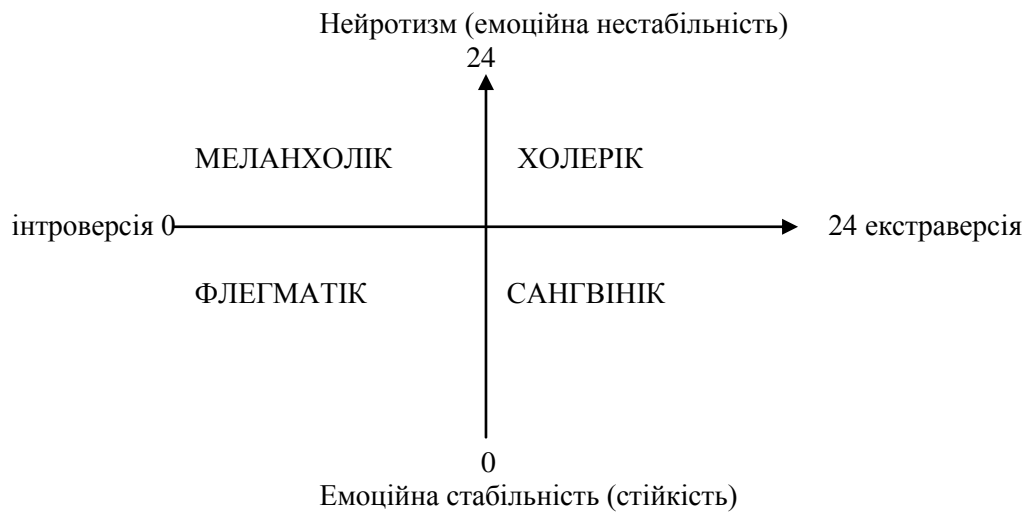 Нейротизм (емоційна нестабільність)
24
МЕЛАНХОЛІК ХОЛЕРІК
інтроверсія 0 24 екстраверсія
ФЛЕГМАТІК САНГВІНІК
0
Емоційна стабільність (стійкість)